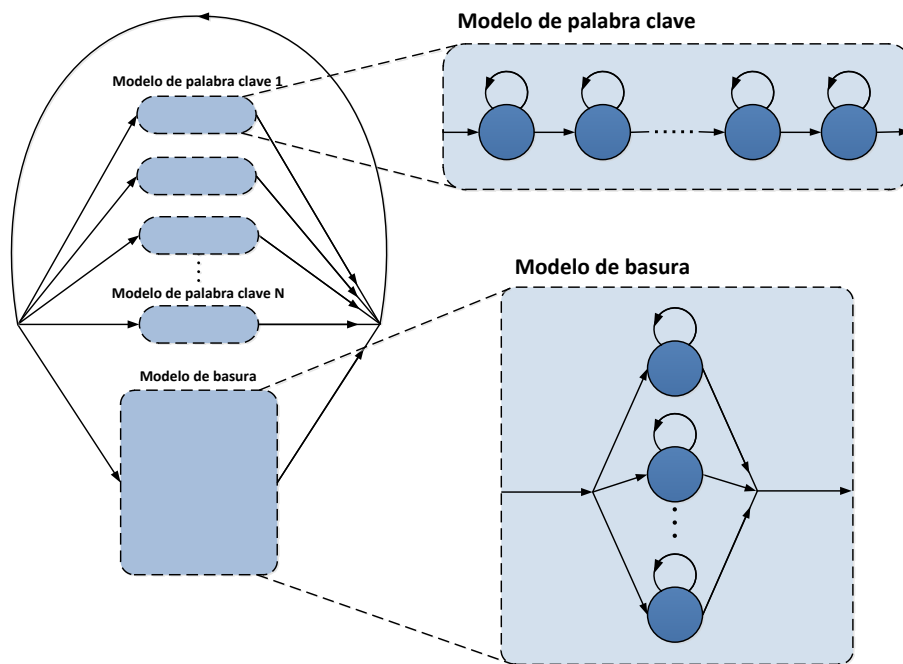 Modelo de palabra clave
Modelo de palabra clave 1
Modelo de palabra clave N
Modelo de basura
Modelo de basura